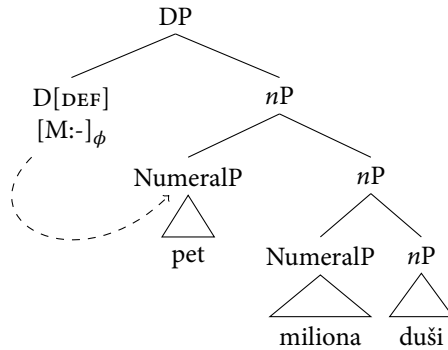 DP
D[DEF] nP
[M:-]ϕ
NumeralP nP
pet
NumeralP nP
miliona duši